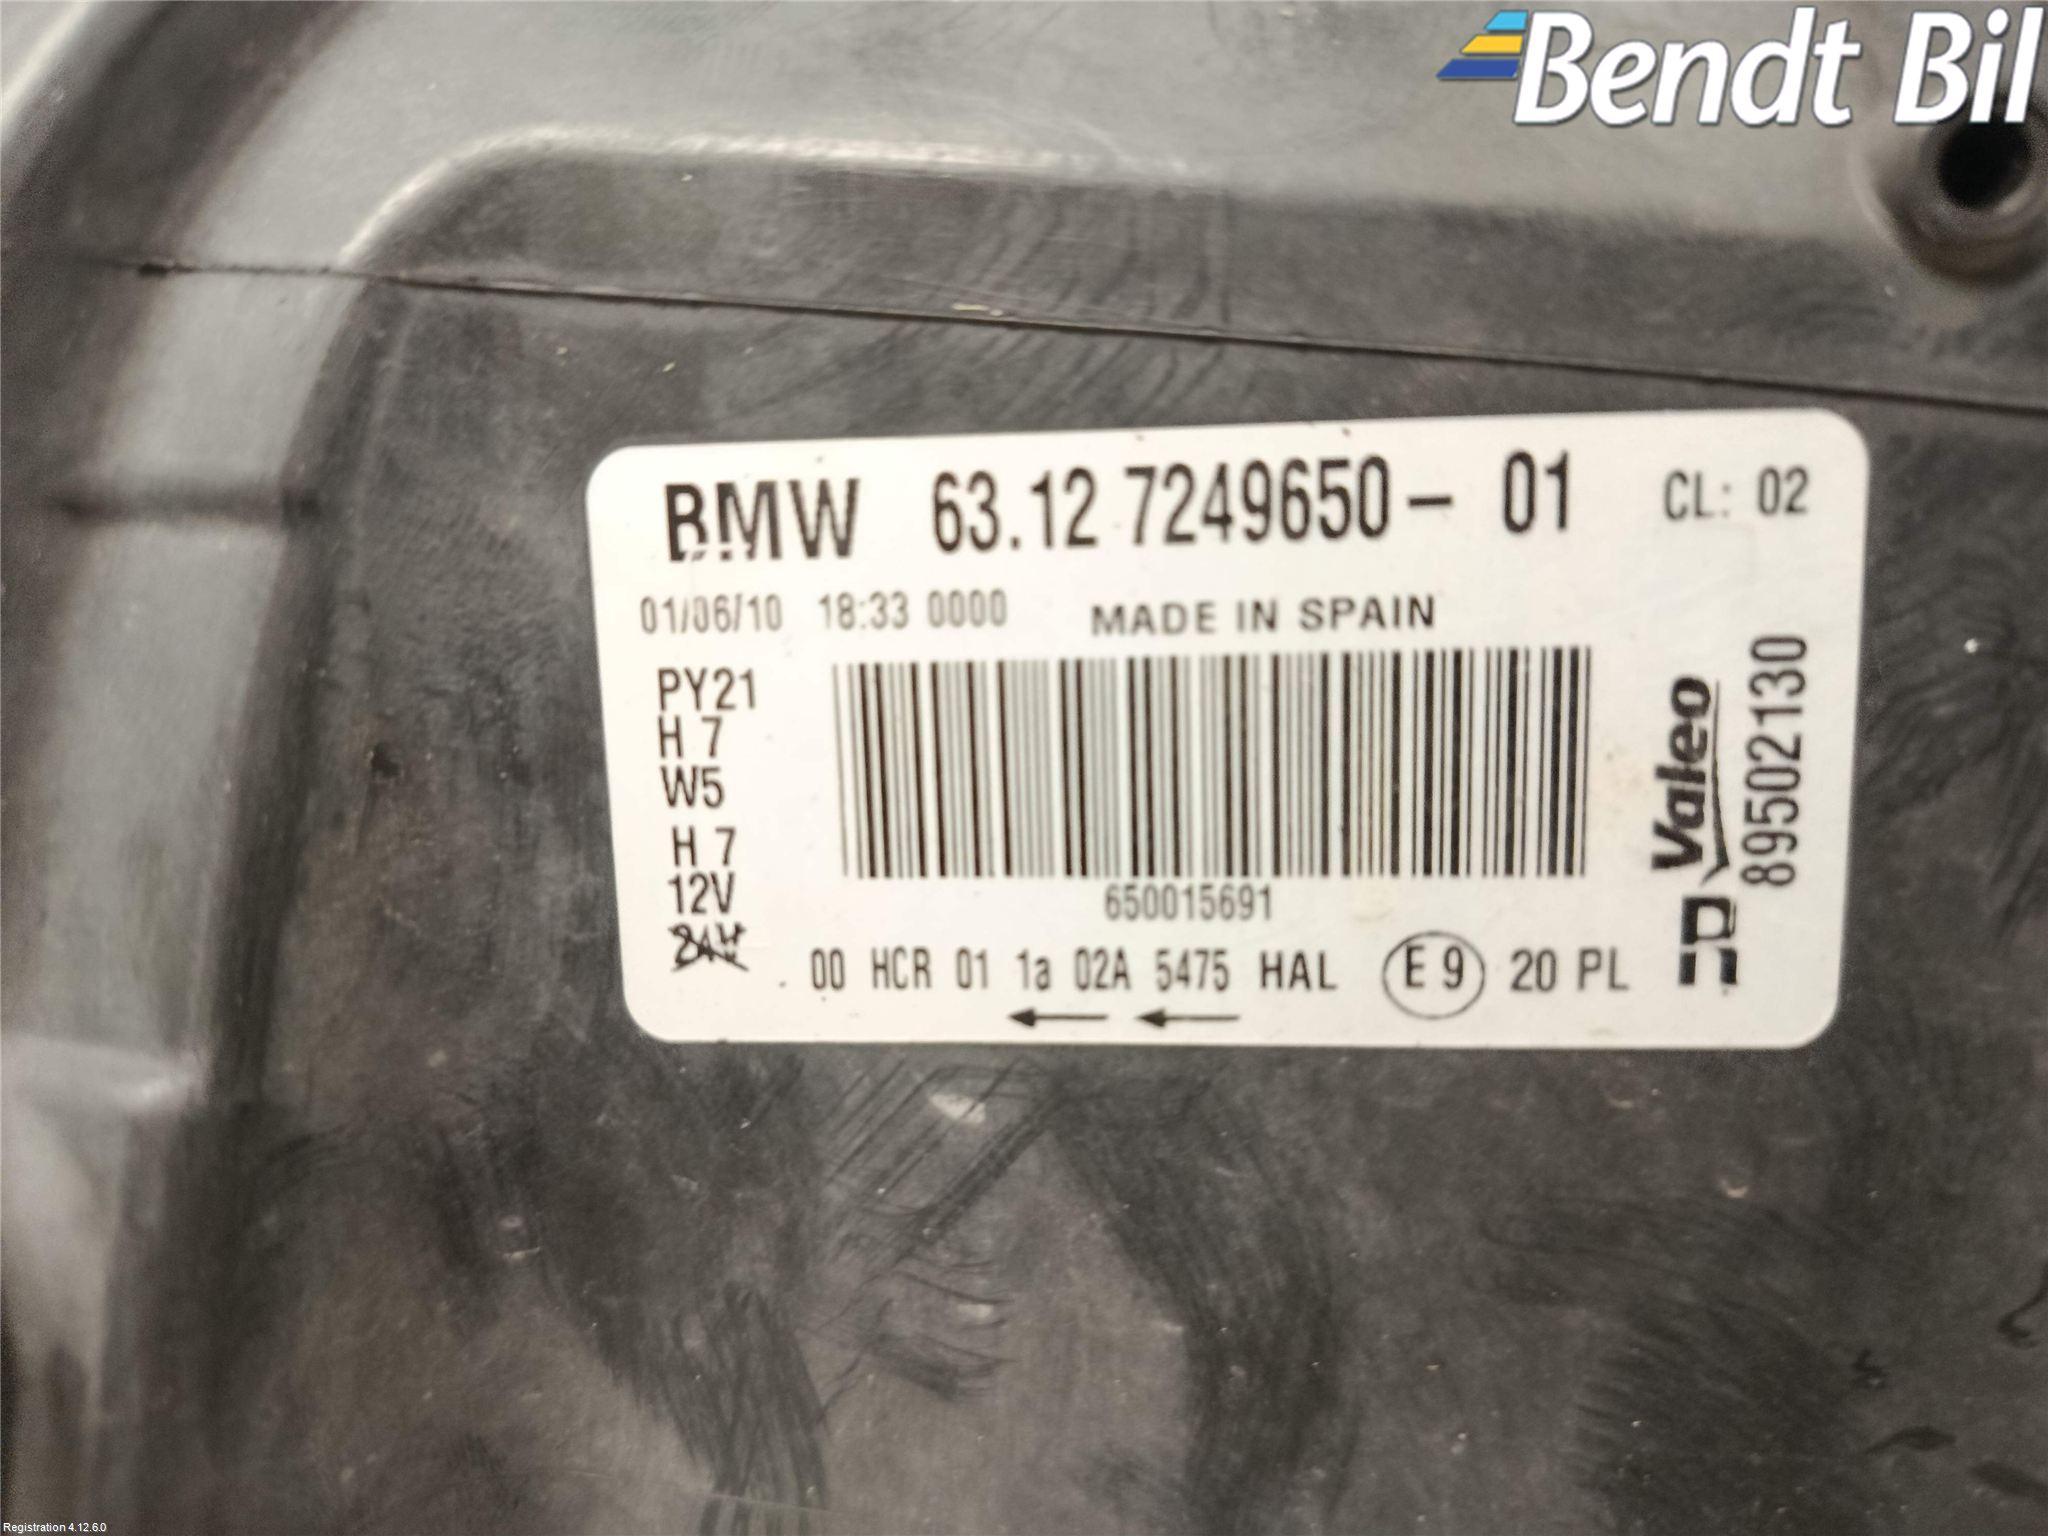 Bendt Bil
BMW 63.12 7249650 - 01 CL: 02
01/06/10 18:33 0000 MADE IN SPAIN
PY21
H 7
W5
H 7
12V
24V
650015691
00 HCR 01 1a 02A 5475 HAL E9 20 PL
Valeo
89502130
Registration 4.12.6.0